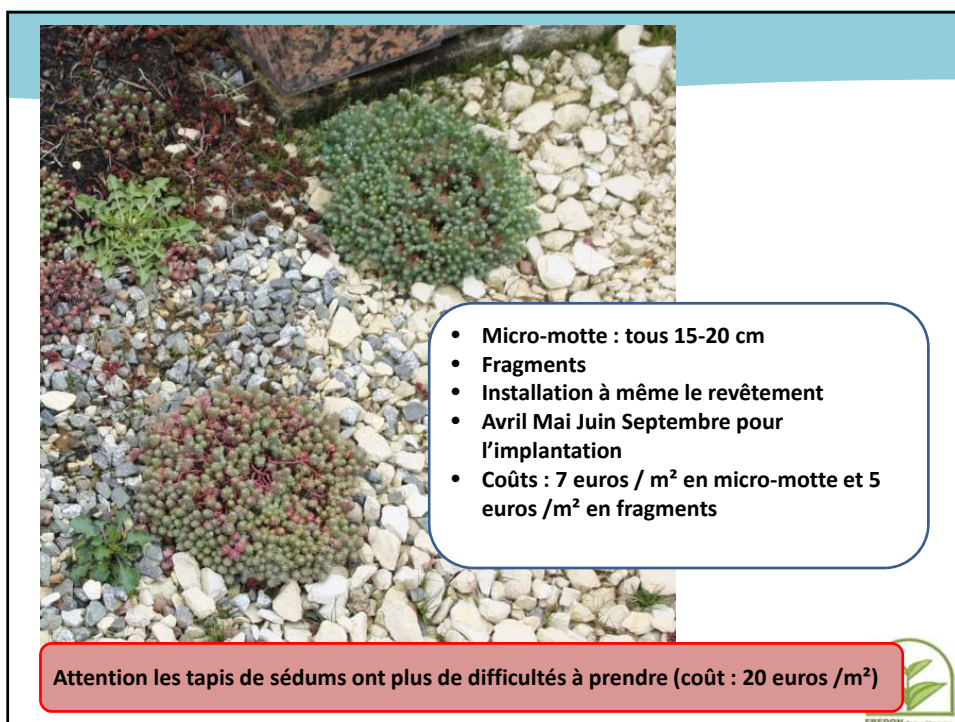 • Micro-motte : tous 15-20 cm
• Fragments
• Installation à même le revêtement
• Avril Mai Juin Septembre pour
l’implantation
• Coûts : 7 euros / m² en micro-motte et 5
euros /m² en fragments
Attention les tapis de sédums ont plus de difficultés à prendre (coût : 20 euros /m²)
FREDON